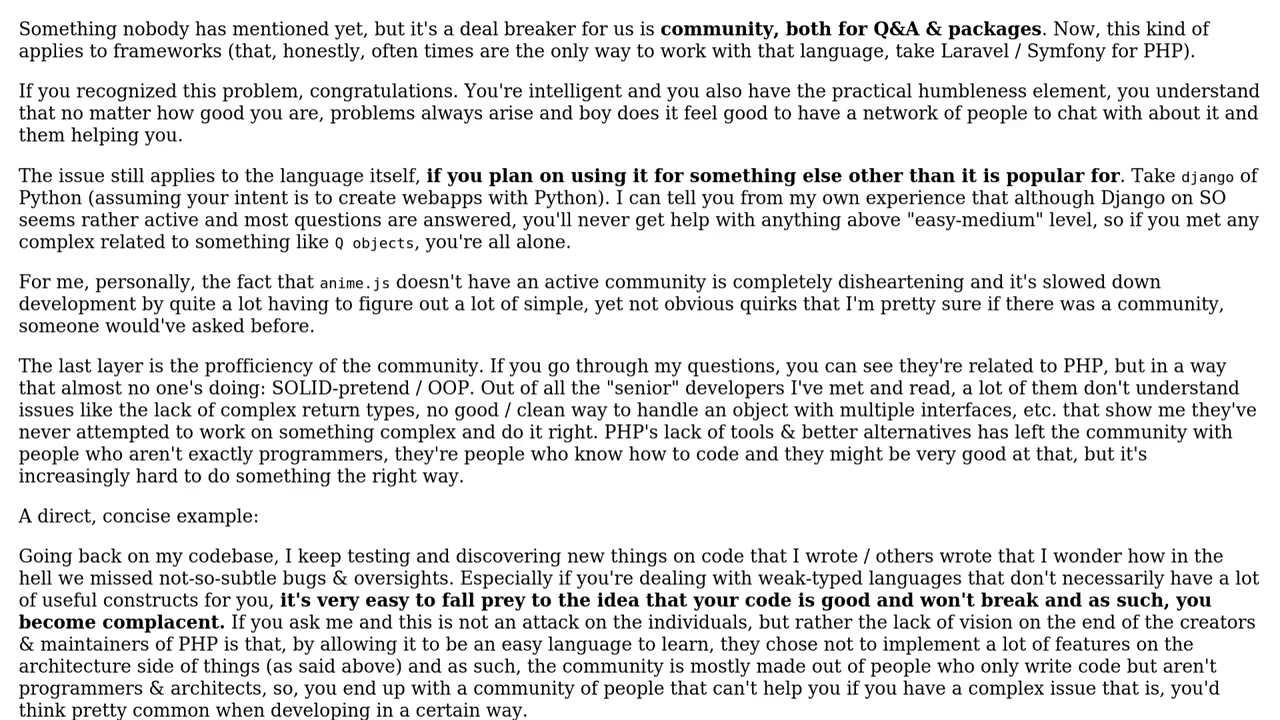 Something nobody has mentioned yet, but it's a deal breaker for us is community, both for Q&A & packages. Now, this kind of
applies to frameworks (that, honestly, often times are the only way to work with that language, take Laravel / Symfony for PHP).
If you recognized this problem, congratulations. You're intelligent and you also have the practical humbleness element, you understand
that no matter how good you are, problems always arise and boy does it feel good to have a network of people to chat with about it and
them helping you.
The issue still applies to the language itself, if you plan on using it for something else other than it is popular for. Take django of
Python (assuming your intent is to create webapps with Python). I can tell you from my own experience that although Django on SO
seems rather active and most questions are answered, you'll never get help with anything above "easy-medium" level, so if you met any
complex related to something like Q objects, you're all alone.
For me, personally, the fact that anime.js doesn't have an active community is completely disheartening and it's slowed down
development by quite a lot having to figure out a lot of simple, yet not obvious quirks that I'm pretty sure if there was a community,
someone would've asked before.
The last layer is the profficiency of the community. If you go through my questions, you can see they're related to PHP, but in a way
that almost no one's doing: SOLID-pretend / OOP. Out of all the "senior" developers I've met and read, a lot of them don't understand
issues like the lack of complex return types, no good / clean way to handle an object with multiple interfaces, etc. that show me they've
never attempted to work on something complex and do it right. PHP's lack of tools & better alternatives has left the community with
people who aren't exactly programmers, they're people who know how to code and they might be very good at that, but it's
increasingly hard to do something the right way.
A direct, concise example:
Going back on my codebase, I keep testing and discovering new things on code that I wrote / others wrote that I wonder how in the
hell we missed not-so-subtle bugs & oversights. Especially if you're dealing with weak-typed languages that don't necessarily have a lot
of useful constructs for you, it's very easy to fall prey to the idea that your code is good and won't break and as such, you
become complacent. If you ask me and this is not an attack on the individuals, but rather the lack of vision on the end of the creators
& maintainers of PHP is that, by allowing it to be an easy language to learn, they chose not to implement a lot of features on the
architecture side of things (as said above) and as such, the community is mostly made out of people who only write code but aren't
programmers & architects, so, you end up with a community of people that can't help you if you have a complex issue that is, you'd
think pretty common when developing in a certain way.